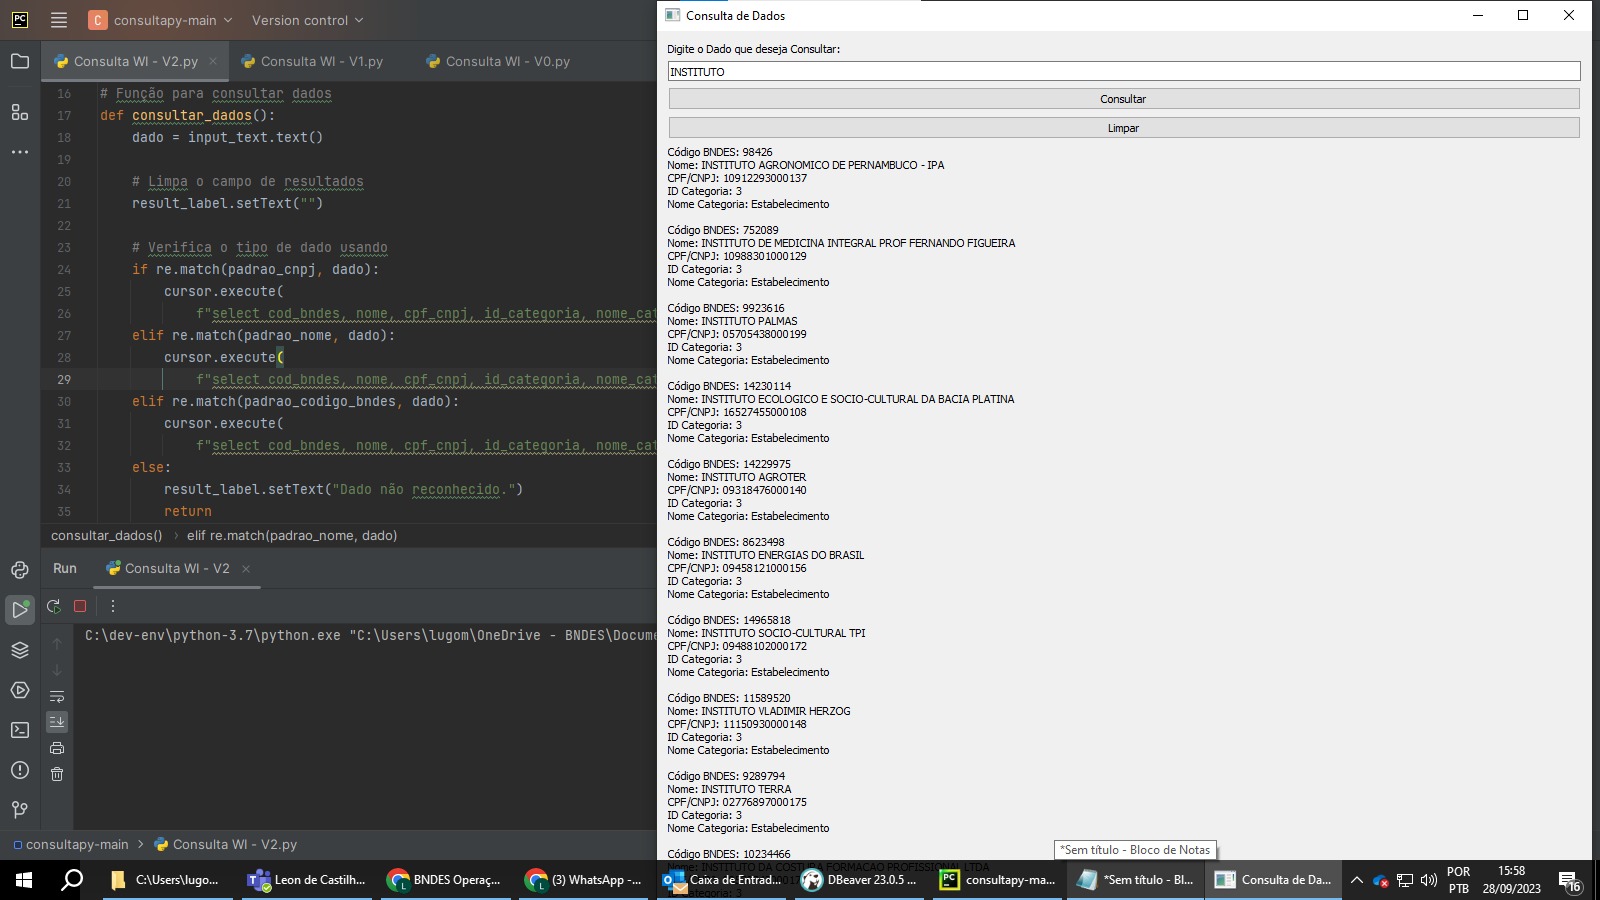 PC
C consultapy-main
Version control
Consulta WI - V2.py
Consulta WI - V1.py
Consulta WI - V0.py
16 # Função para consultar dados
17 def consultar_dados():
18 dado = input_text.text()
19
20 # Limpa o campo de resultados
21 result_label.setText("")
22
23 # Verifica o tipo de dado usando
24 if re.match(padrao_cnpj, dado):
25 cursor.execute(
26 f"select cod_bndes, nome, cpf_cnpj, id_categoria, nome_cat
27 elif re.match(padrao_nome, dado):
28 cursor.execute(
29 f"select cod_bndes, nome, cpf_cnpj, id_categoria, nome_cat
30 elif re.match(padrao_codigo_bndes, dado):
31 cursor.execute(
32 f"select cod_bndes, nome, cpf_cnpj, id_categoria, nome_cat
33 else:
34 result_label.setText("Dado não reconhecido.")
35 return
consultar_dados() › elif re.match(padrao_nome, dado)
Run
Consulta WI - V2
C:\dev-env\python-3.7\python.exe "C:\Users\lugom\OneDrive - BNDES\Docume
consultapy-main › Consulta WI - V2.py
Consulta de Dados
Digite o Dado que deseja Consultar:
INSTITUTO
Consultar
Limpar
Código BNDES: 98426
Nome: INSTITUTO AGRONOMICO DE PERNAMBUCO - IPA
CPF/CNPJ: 10912293000137
ID Categoria: 3
Nome Categoria: Estabelecimento
Código BNDES: 752089
Nome: INSTITUTO DE MEDICINA INTEGRAL PROF FERNANDO FIGUEIRA
CPF/CNPJ: 10988301000129
ID Categoria: 3
Nome Categoria: Estabelecimento
Código BNDES: 9923616
Nome: INSTITUTO PALMAS
CPF/CNPJ: 05705438000199
ID Categoria: 3
Nome Categoria: Estabelecimento
Código BNDES: 14230114
Nome: INSTITUTO ECOLOGICO E SOCIO-CULTURAL DA BACIA PLATINA
CPF/CNPJ: 16527455000108
ID Categoria: 3
Nome Categoria: Estabelecimento
Código BNDES: 14229975
Nome: INSTITUTO AGROTER
CPF/CNPJ: 09318476000140
ID Categoria: 3
Nome Categoria: Estabelecimento
Código BNDES: 8623498
Nome: INSTITUTO ENERGIAS DO BRASIL
CPF/CNPJ: 09458121000156
ID Categoria: 3
Nome Categoria: Estabelecimento
Código BNDES: 14965818
Nome: INSTITUTO SOCIO-CULTURAL TPI
CPF/CNPJ: 09488102000172
ID Categoria: 3
Nome Categoria: Estabelecimento
Código BNDES: 11589520
Nome: INSTITUTO VLADIMIR HERZOG
CPF/CNPJ: 11150930000148
ID Categoria: 3
Nome Categoria: Estabelecimento
Código BNDES: 9289794
Nome: INSTITUTO TERRA
CPF/CNPJ: 02776897000175
ID Categoria: 3
Nome Categoria: Estabelecimento
Código BNDES: 10234466
Nome: INSTITUTO DA COSTURA FORMACAO PROFISSIONAL LTDA
*Sem título - Bloco de Notas
C:\Users\lugo...
Leon de Castilh...
BNDES Operaç...
(3) WhatsApp -...
Caixa de Entrad...
DBeaver 23.0.5 ...
consultapy-ma...
*Sem título - Bl...
Consulta de Da...
POR
PTB
15:58
28/09/2023
16